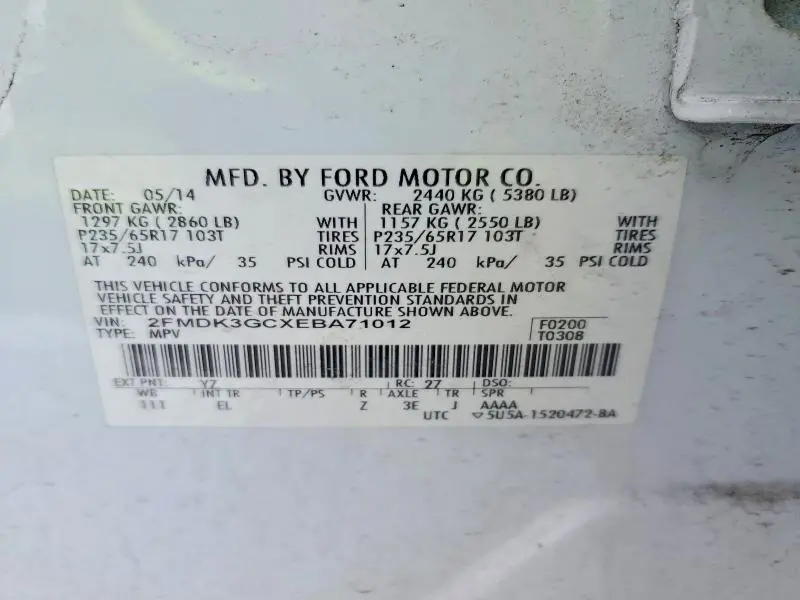 MFD. BY FORD MOTOR CO.
DATE: 05/14 GVWR: 2440 KG ( 5380 LB)
FRONT GAWR: REAR GAWR:
1297 KG ( 2860 LB) WITH 1157 KG ( 2550 LB) WITH
P235/65R17 103T TIRES P235/65R17 103T TIRES
17x7.5J RIMS 17x7.5J RIMS
AT 240 kPa/ 35 PSI COLD AT 240 kPa/ 35 PSI COLD
THIS VEHICLE CONFORMS TO ALL APPLICABLE FEDERAL MOTOR
VEHICLE SAFETY AND THEFT PREVENTION STANDARDS IN
EFFECT ON THE DATE OF MANUFACTURE SHOWN ABOVE.
VIN: 2FMDK3GCXEBA71012 F0200
TYPE: MPV T0308
EXT PNT: Y7 RC: 27 DSO:
WB INT TR TP/PS R AXLE TR SPR
111 EL Z 3E J AAAA
UTC ▽5U5A-1520472-BA